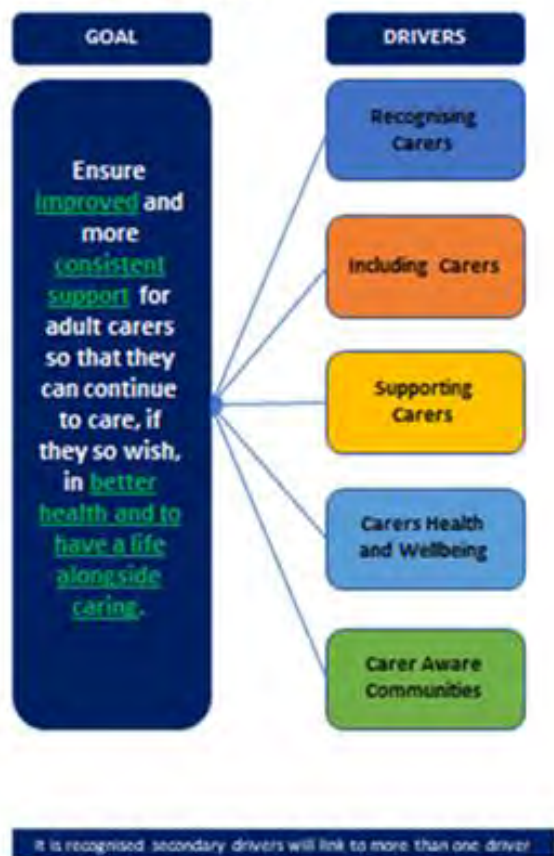 GOAL
DRIVERS
Ensure
improved and
more
consistent
support for
adult carers
so that they
can continue
to care, if
they so wish,
in better
health and to
have a life
alongside
caring.
Recognising
Carers
Including Carers
Supporting
Carers
Carers Health
and Wellbeing
Carer Aware
Communities
It is recognised secondary drivers will link to more than one driver